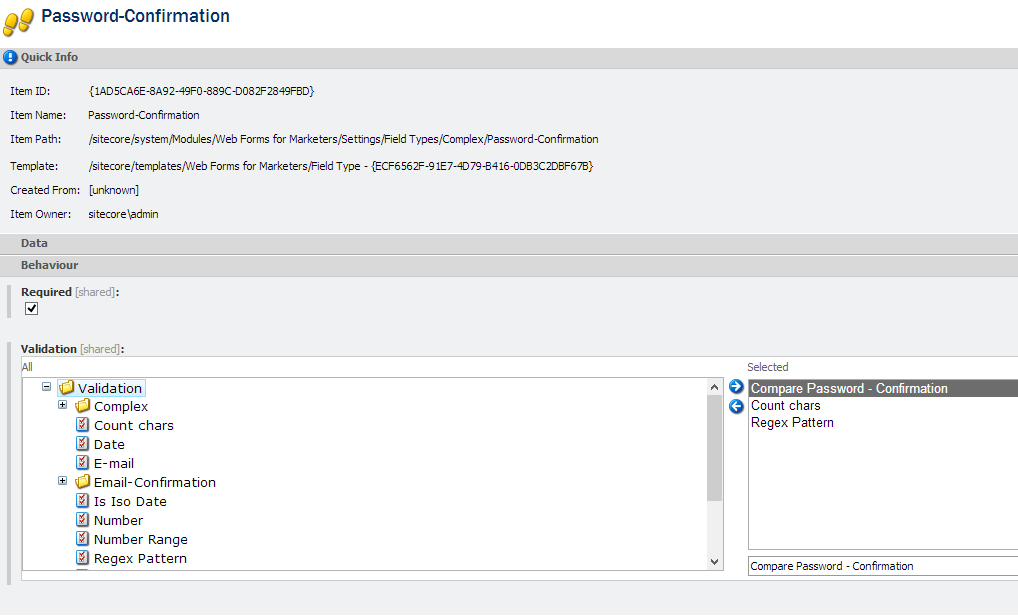 Password-Confirmation
Quick Info
Item ID: {1AD5CA6E-8A92-49F0-889C-D082F2849FBD}
Item Name: Password-Confirmation
Item Path: /sitecore/system/Modules/Web Forms for Marketers/Settings/Field Types/Complex/Password-Confirmation
Template: /sitecore/templates/Web Forms for Marketers/Field Type - {ECF6562F-91E7-4D79-B416-0DB3C2DBF67B}
Created From: [unknown]
Item Owner: sitecore\admin
Data
Behaviour
Required [shared]:
Validation [shared]:
All
Validation
Complex
Count chars
Date
E-mail
Email-Confirmation
Is Iso Date
Number
Number Range
Regex Pattern
Selected
Compare Password - Confirmation
Count chars
Regex Pattern
Compare Password - Confirmation